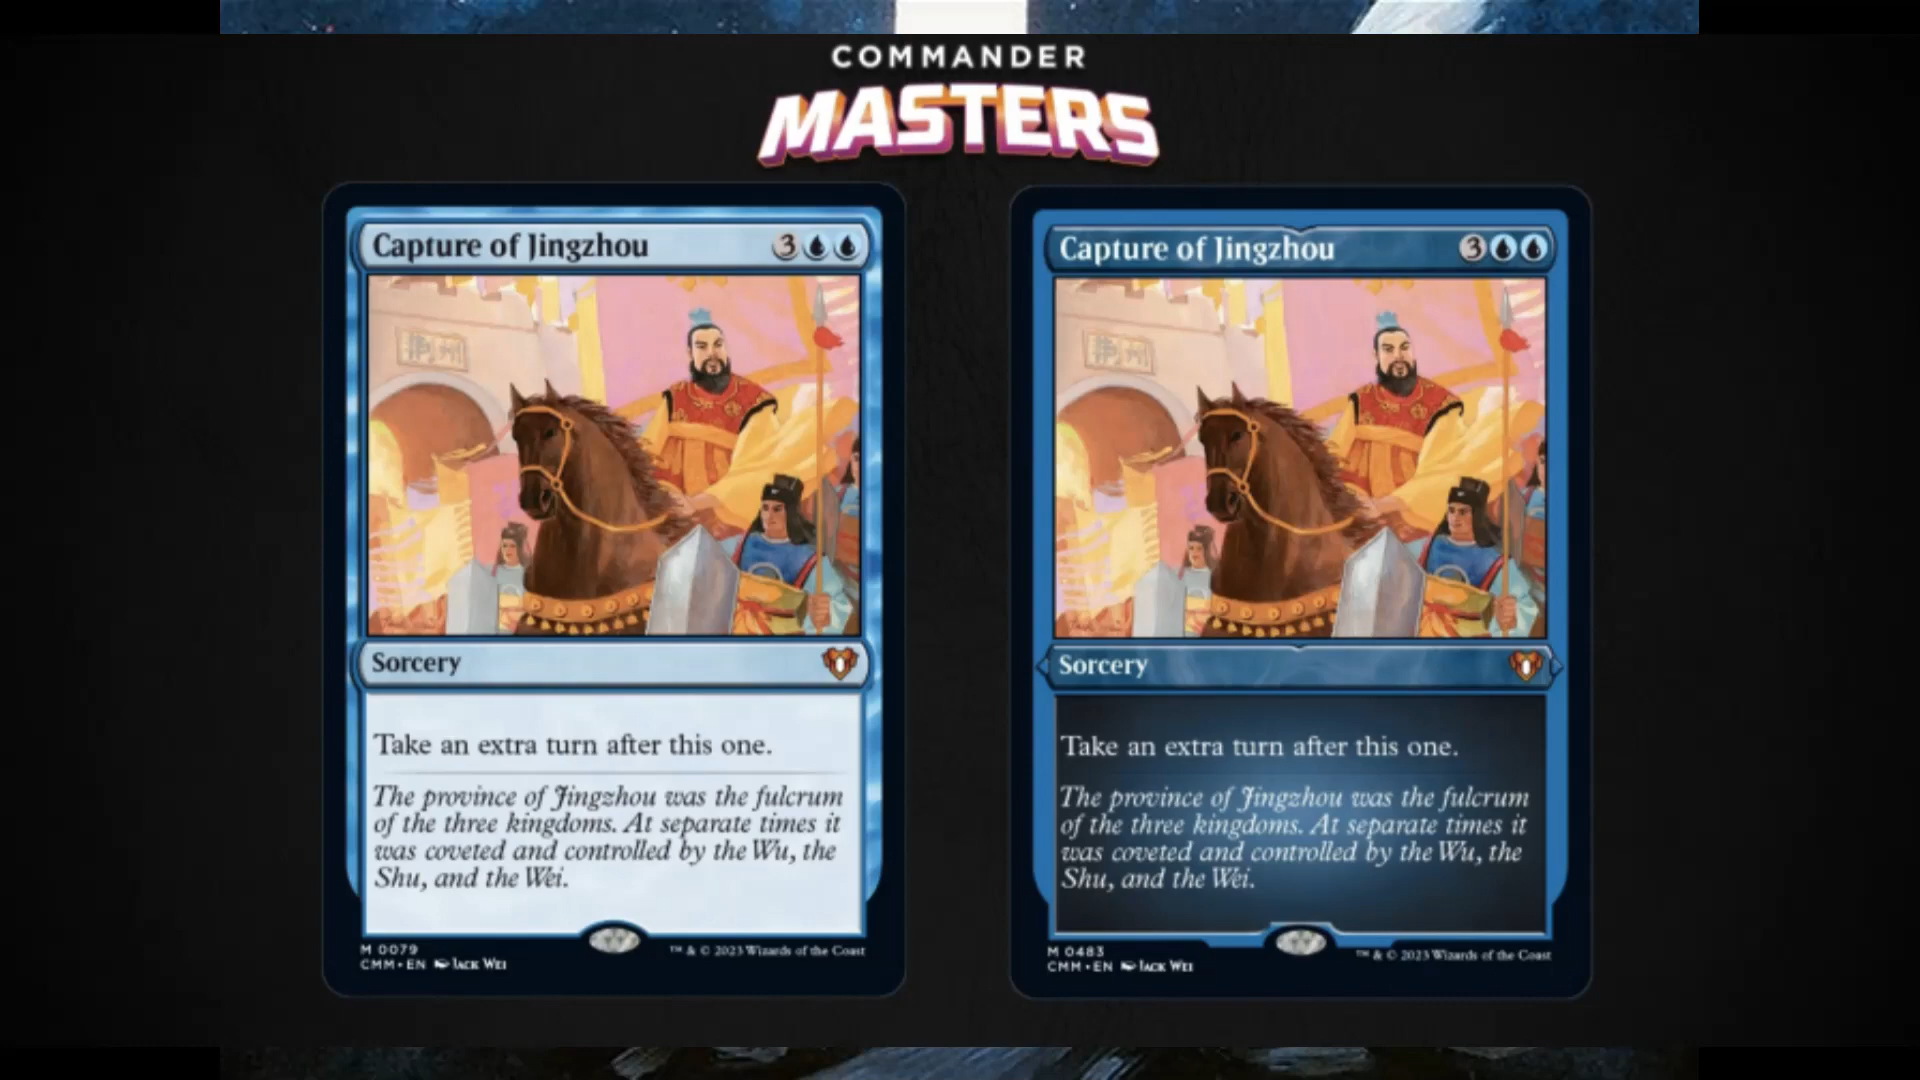 COMMANDER
MASTERS
Capture of Jingzhou 3
Sorcery
Take an extra turn after this one.
The province of Jingzhou was the fulcrum
of the three kingdoms. At separate times it
was coveted and controlled by the Wu, the
Shu, and the Wei.
M 0079
CMM • EN Jack Wei
™ & © 2023 Wizards of the Coast
Capture of Jingzhou 3
Sorcery
Take an extra turn after this one.
The province of Jingzhou was the fulcrum
of the three kingdoms. At separate times it
was coveted and controlled by the Wu, the
Shu, and the Wei.
M 0483
CMM • EN Jack Wei
™ & © 2023 Wizards of the Coast